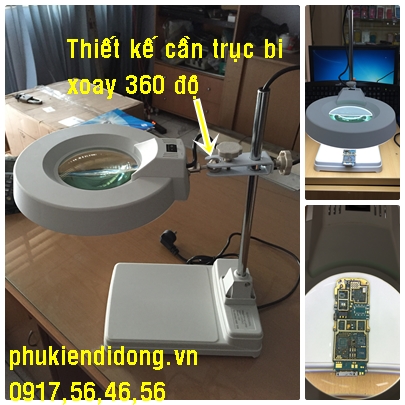 Thiết kế cần trục bi
xoay 360 độ
phukiendidong.vn
0917,56,46,56